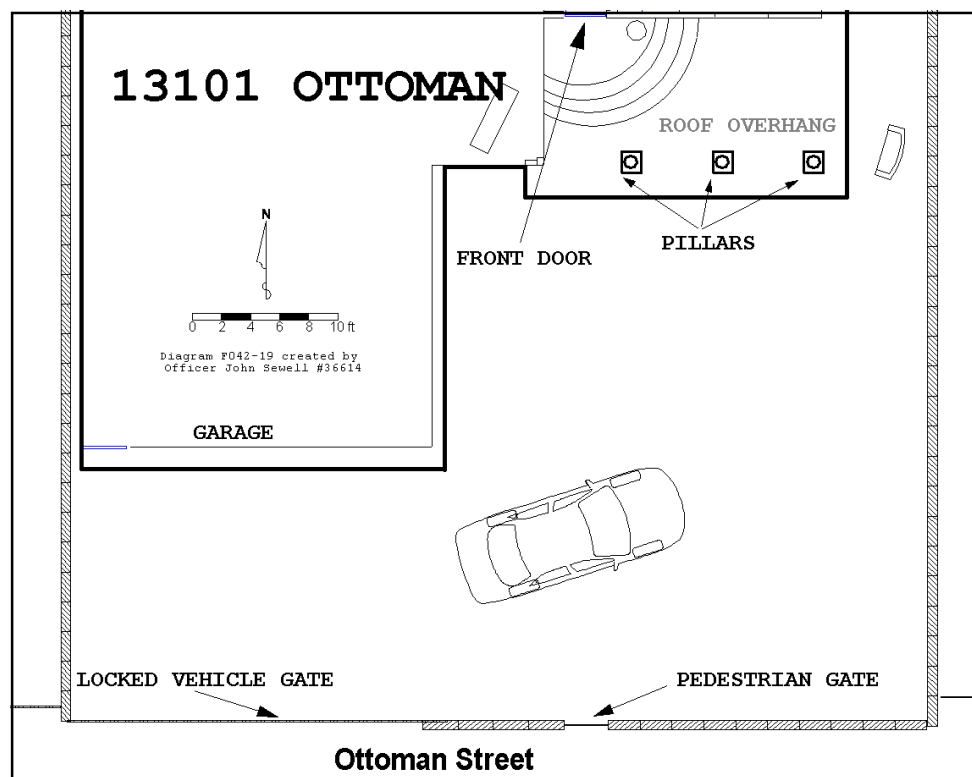 13101 OTTOMAN
ROOF OVERHANG
PILLARS
FRONT DOOR
N
0 2 4 6 8 10 ft
Diagram F042-19 created by
Officer John Sewell #36614
GARAGE
LOCKED VEHICLE GATE
PEDESTRIAN GATE
Ottoman Street